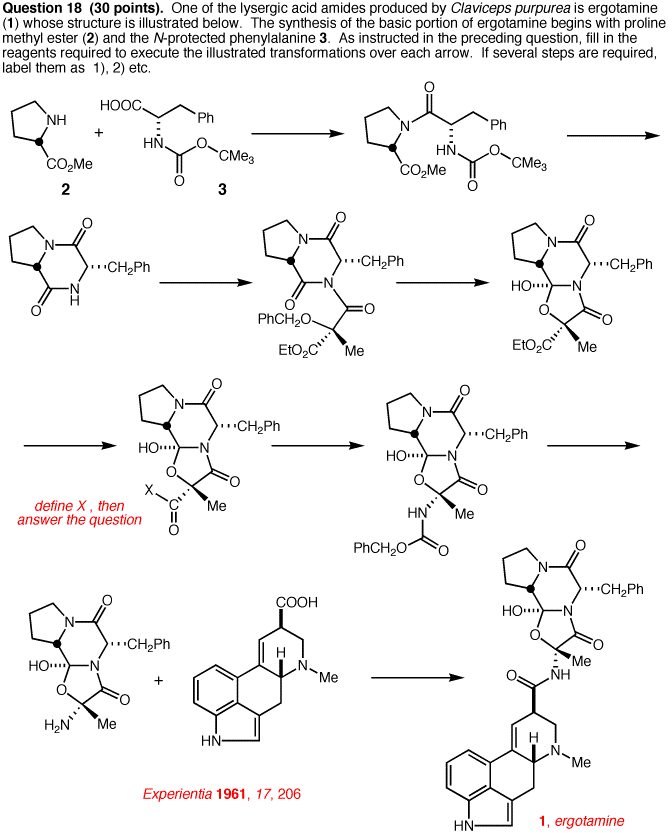 Question 18 (30 points). One of the lysergic acid amides produced by Claviceps purpurea is ergotamine
(1) whose structure is illustrated below. The synthesis of the basic portion of ergotamine begins with proline
methyl ester (2) and the N-protected phenylalanine 3. As instructed in the preceding question, fill in the
reagents required to execute the illustrated transformations over each arrow. If several steps are required,
label them as 1), 2) etc.
NH
CO2Me
2
+
HOOC
Ph
HN
O
CMe3
O
3
O
N
Ph
CO2Me
HN
O
CMe3
O
O
N
CH2Ph
O
NH
O
N
CH2Ph
O
N
O
PhCH2O
EtO2C
Me
O
N
CH2Ph
HO
N
O
O
EtO2C
Me
define X , then
answer the question
O
N
CH2Ph
HO
N
O
O
X
C
O
Me
O
N
CH2Ph
HO
N
O
O
HN
Me
PhCH2O
O
O
N
CH2Ph
HO
N
O
O
H2N
Me
+
COOH
H
N
Me
HN
Experientia 1961, 17, 206
O
N
CH2Ph
HO
N
O
O
Me
NH
O
H
N
Me
HN
1, ergotamine